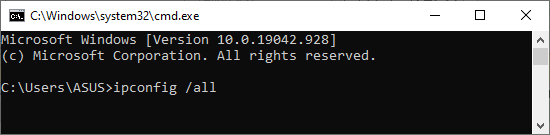 C:\Windows\system32\cmd.exe
Microsoft Windows [Version 10.0.19042.928]
(c) Microsoft Corporation. All rights reserved.
C:\Users\ASUS>ipconfig /all